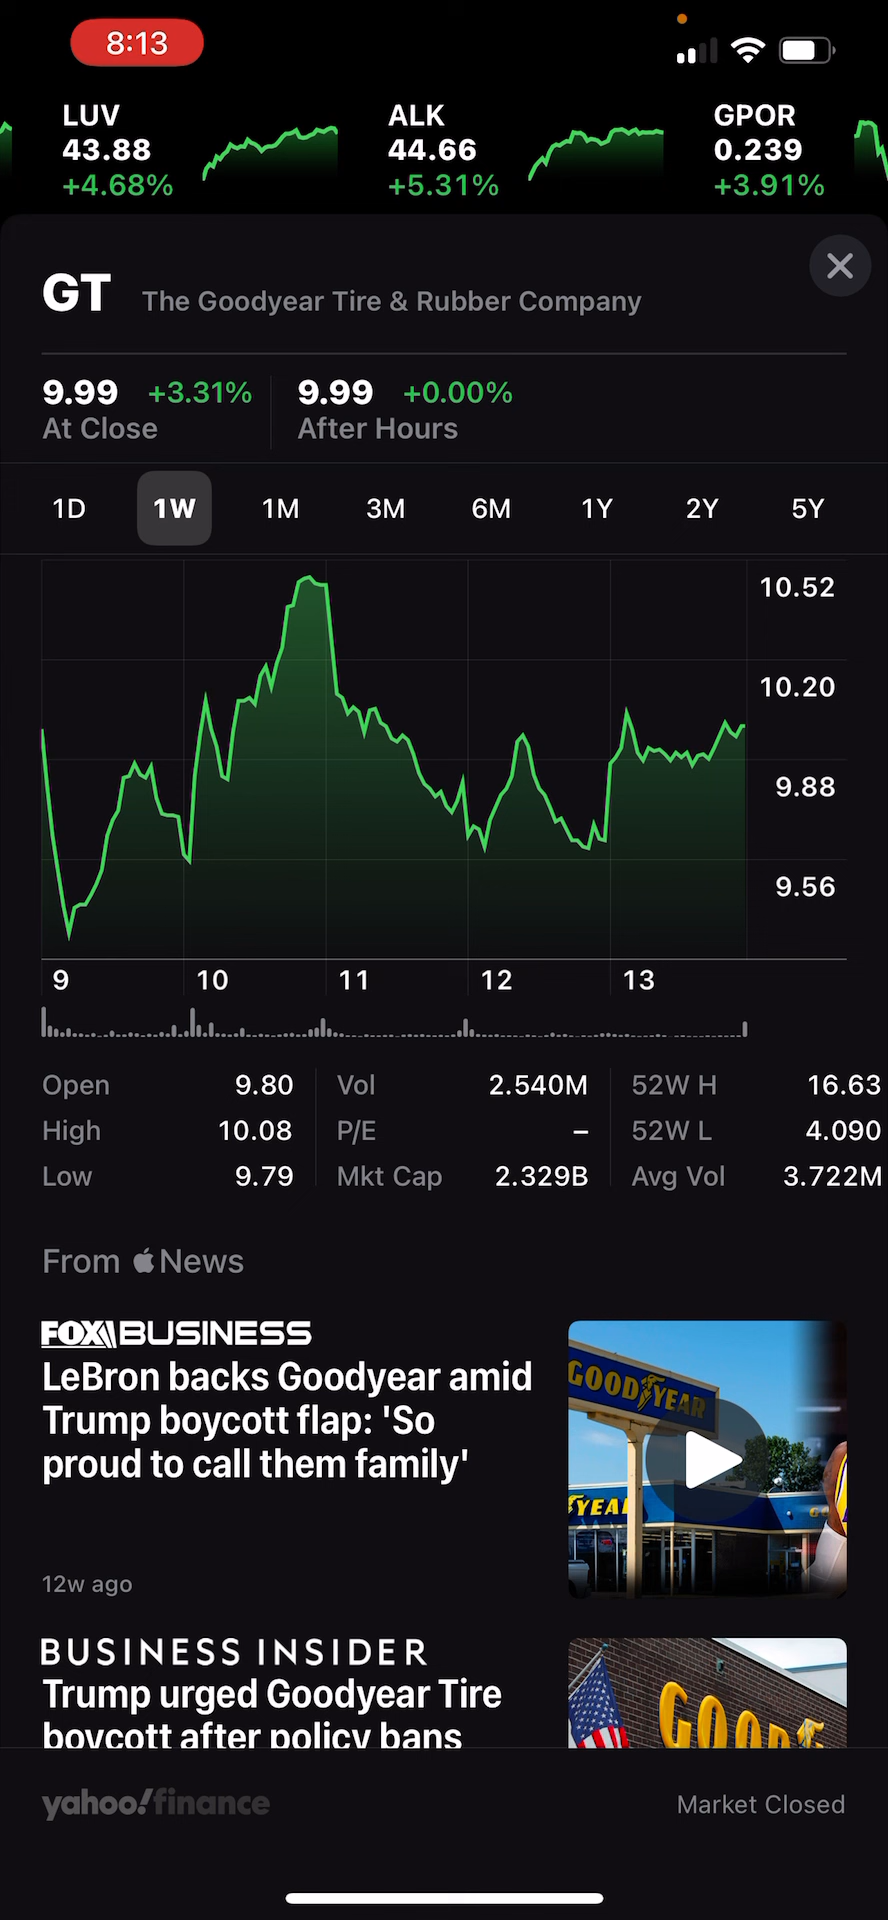 8:13
LUV
43.88
+4.68%
ALK
44.66
+5.31%
GPOR
0.239
+3.91%
GT The Goodyear Tire & Rubber Company
9.99 +3.31%
At Close
9.99 +0.00%
After Hours
1D 1W 1M 3M 6M 1Y 2Y 5Y
10.52
10.20
9.88
9.56
9 10 11 12 13
Open 9.80
High 10.08
Low 9.79
Vol 2.540M
P/E –
Mkt Cap 2.329B
52W H 16.63
52W L 4.090
Avg Vol 3.722M
From News
FOX BUSINESS
LeBron backs Goodyear amid
Trump boycott flap: 'So
proud to call them family'
12w ago
GOODYEAR
YEAR
BUSINESS INSIDER
Trump urged Goodyear Tire
boycott after policy bans
GOODY
yahoo!finance
Market Closed